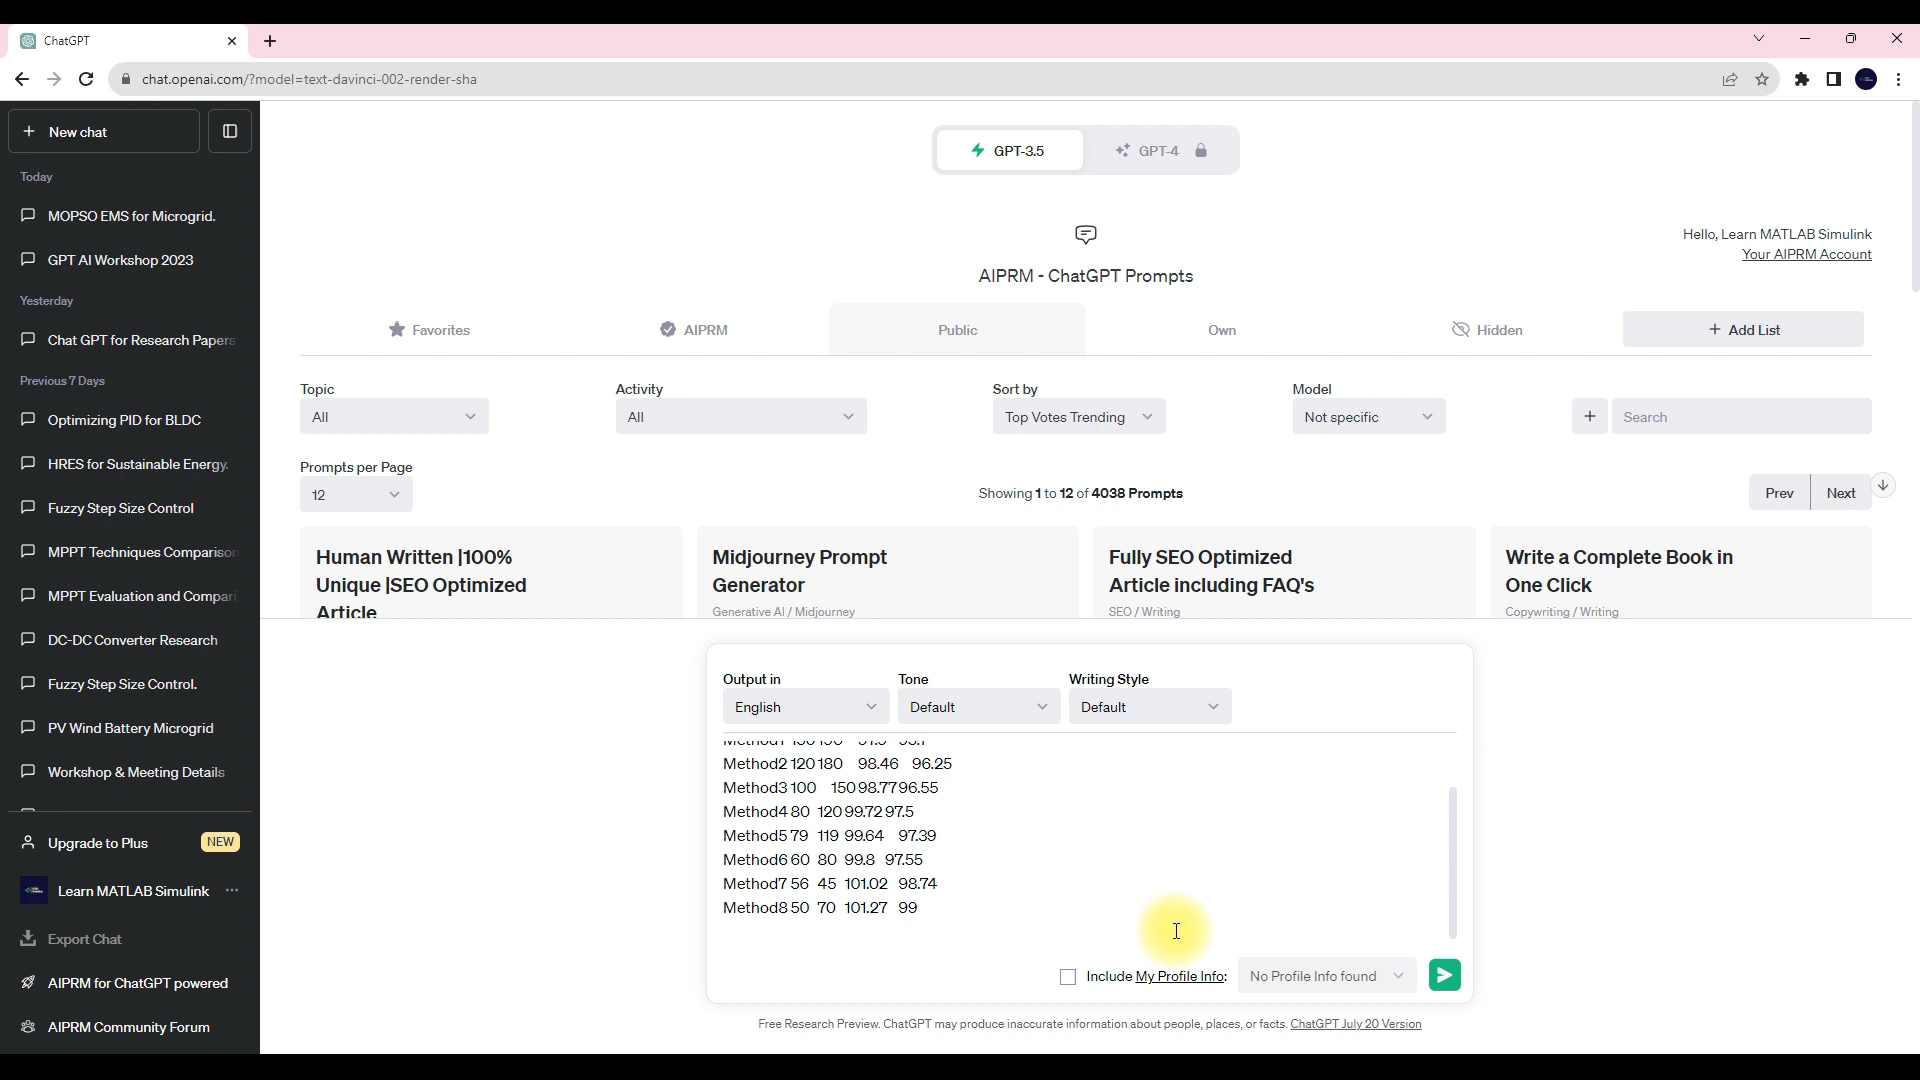 ChatGPT
chat.openai.com/?model=text-davinci-002-render-sha
New chat
Today
MOPSO EMS for Microgrid.
GPT AI Workshop 2023
Yesterday
Chat GPT for Research Papers
Previous 7 Days
Optimizing PID for BLDC
HRES for Sustainable Energy.
Fuzzy Step Size Control
MPPT Techniques Comparison
MPPT Evaluation and Compari
DC-DC Converter Research
Fuzzy Step Size Control.
PV Wind Battery Microgrid
Workshop & Meeting Details
Upgrade to Plus NEW
Learn MATLAB Simulink
Export Chat
AIPRM for ChatGPT powered
AIPRM Community Forum
GPT-3.5 GPT-4
Hello, Learn MATLAB Simulink
Your AIPRM Account
AIPRM - ChatGPT Prompts
Favorites AIPRM Public Own Hidden + Add List
Topic Activity Sort by Model
All All Top Votes Trending Not specific + Search
Prompts per Page
12 Showing 1 to 12 of 4038 Prompts Prev Next
Human Written |100% Unique |SEO Optimized Article
Midjourney Prompt Generator
Generative AI / Midjourney
Fully SEO Optimized Article including FAQ's
SEO / Writing
Write a Complete Book in One Click
Copywriting / Writing
Output in Tone Writing Style
English Default Default
Method2 120 180 98.46 96.25
Method3 100 150 98.77 96.55
Method4 80 120 99.72 97.5
Method5 79 119 99.64 97.39
Method6 60 80 99.8 97.55
Method7 56 45 101.02 98.74
Method8 50 70 101.27 99
Include My Profile Info: No Profile Info found
Free Research Preview. ChatGPT may produce inaccurate information about people, places, or facts. ChatGPT July 20 Version